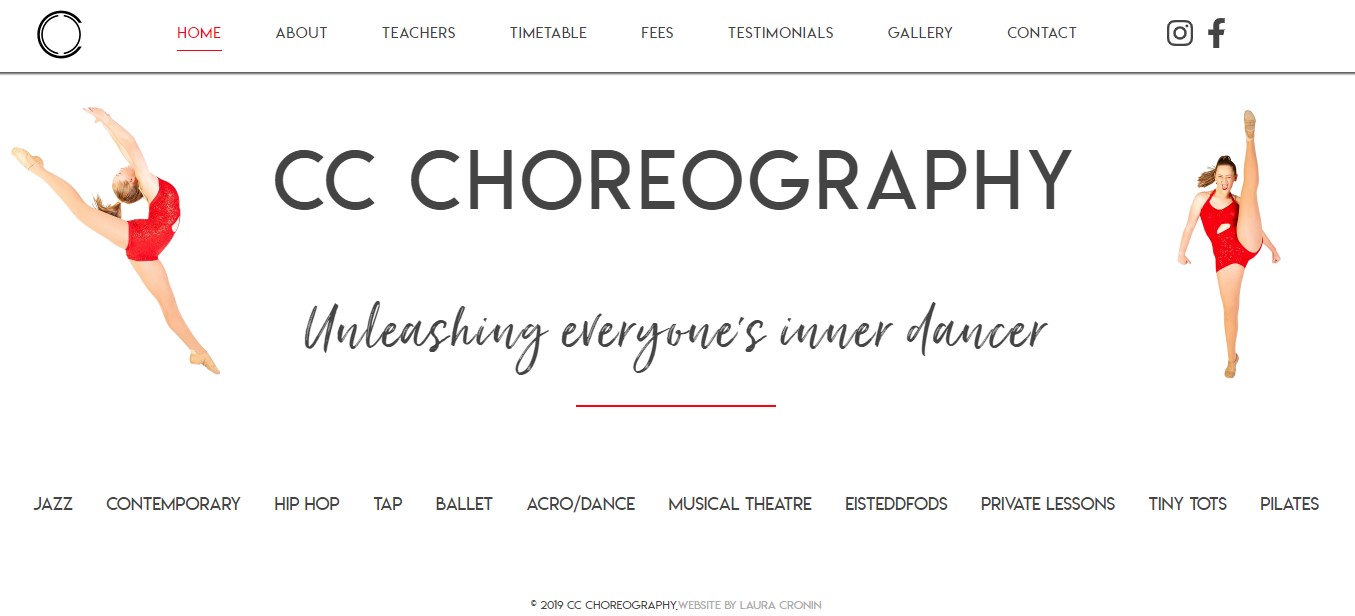 HOME ABOUT TEACHERS TIMETABLE FEES TESTIMONIALS GALLERY CONTACT
CC CHOREOGRAPHY
Unleashing everyone's inner dancer
JAZZ CONTEMPORARY HIP HOP TAP BALLET ACRO/DANCE MUSICAL THEATRE EISTEDDFODS PRIVATE LESSONS TINY TOTS PILATES
© 2019 CC CHOREOGRAPHY.WEBSITE BY LAURA CRONIN